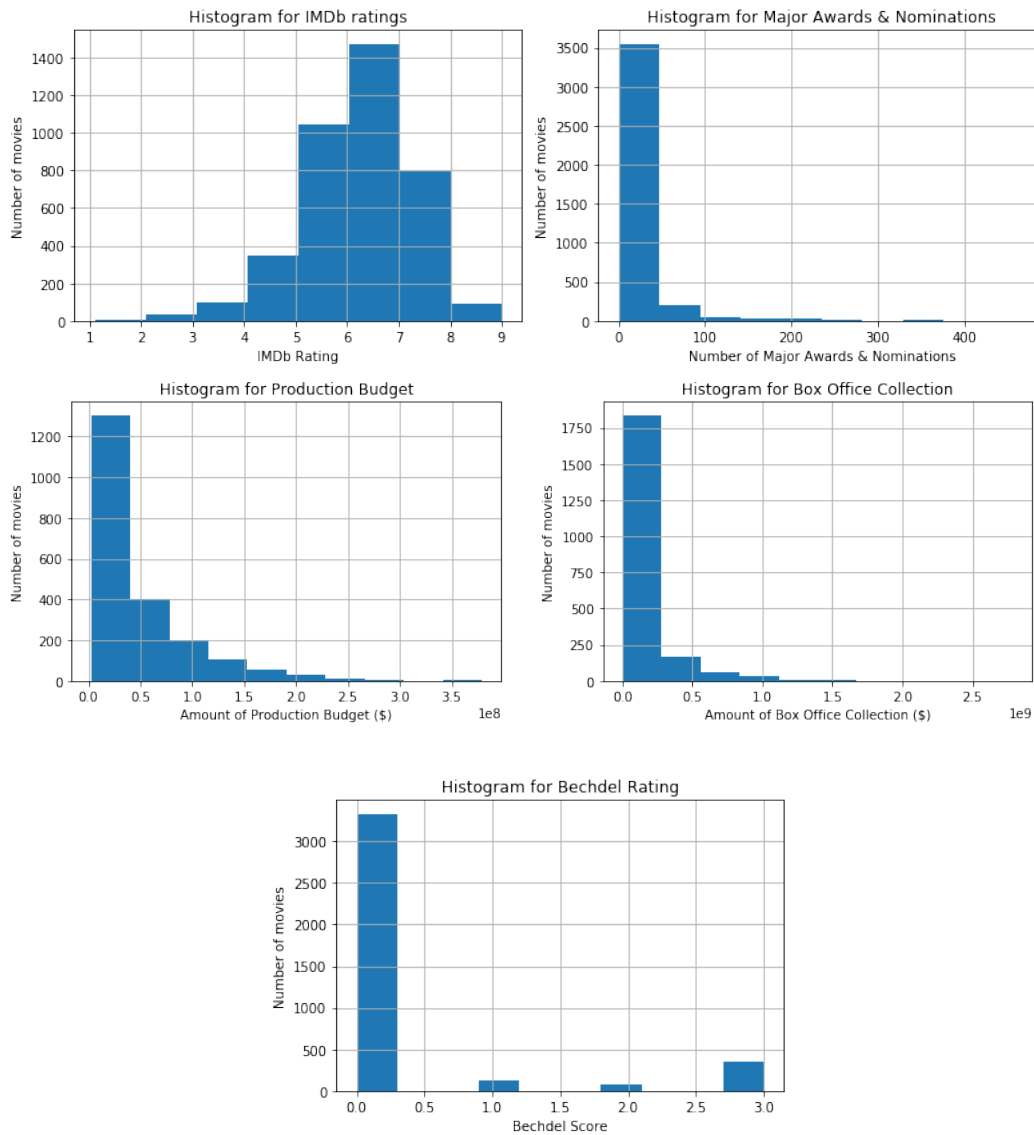 Histogram for IMDb ratings
Number of movies
1400
1200
1000
800
600
400
200
0
1 2 3 4 5 6 7 8 9
IMDb Rating
Histogram for Major Awards & Nominations
Number of movies
3500
3000
2500
2000
1500
1000
500
0
0 100 200 300 400
Number of Major Awards & Nominations
Histogram for Production Budget
Number of movies
1200
1000
800
600
400
200
0
0.0 0.5 1.0 1.5 2.0 2.5 3.0 3.5
Amount of Production Budget ($)
1e8
Histogram for Box Office Collection
Number of movies
1750
1500
1250
1000
750
500
250
0
0.0 0.5 1.0 1.5 2.0 2.5
Amount of Box Office Collection ($)
1e9
Histogram for Bechdel Rating
Number of movies
3000
2500
2000
1500
1000
500
0
0.0 0.5 1.0 1.5 2.0 2.5 3.0
Bechdel Score